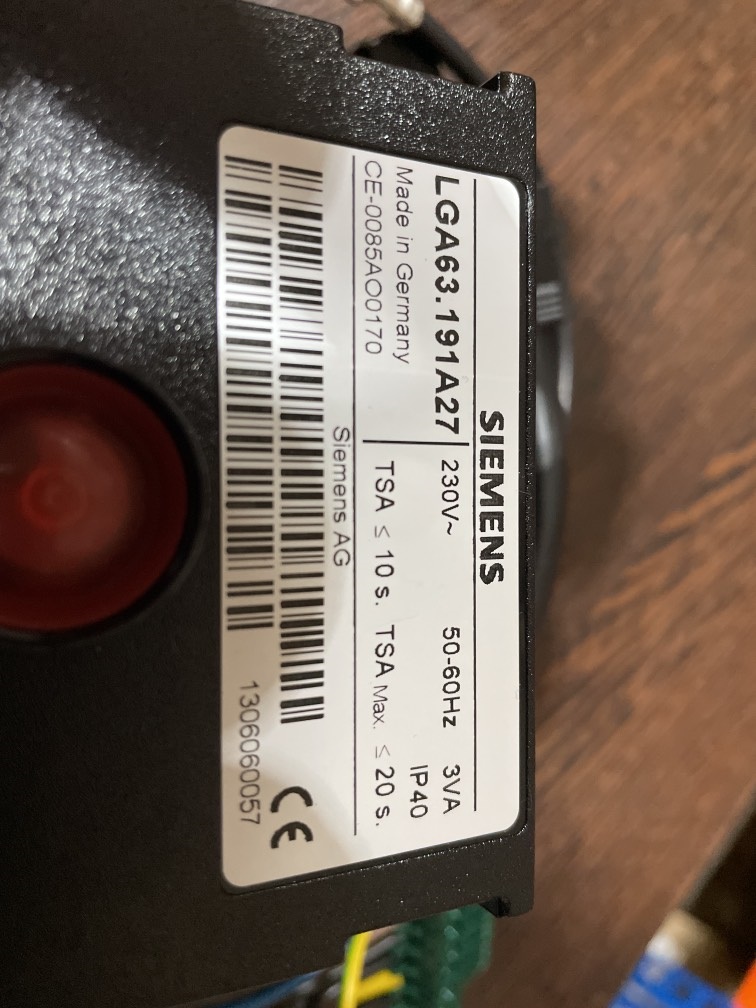 SIEMENS
LGA63.191A27 230V~ 50-60Hz 3VA
Made in Germany IP40
CE-0085AO0170 TSA ≤ 10 s. TSA Max. ≤ 20 s.
Siemens AG
CE
1306060057